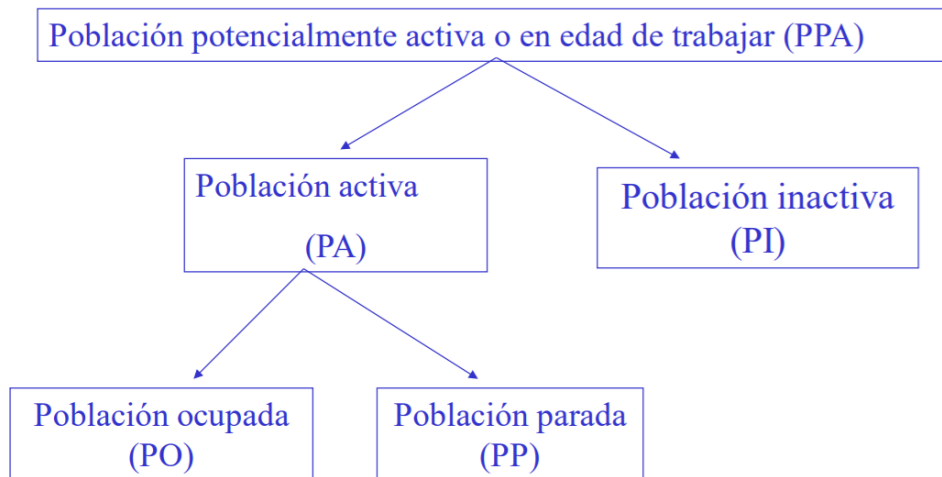 Población potencialmente activa o en edad de trabajar (PPA)
Población activa
(PA)
Población inactiva
(PI)
Población ocupada
(PO)
Población parada
(PP)